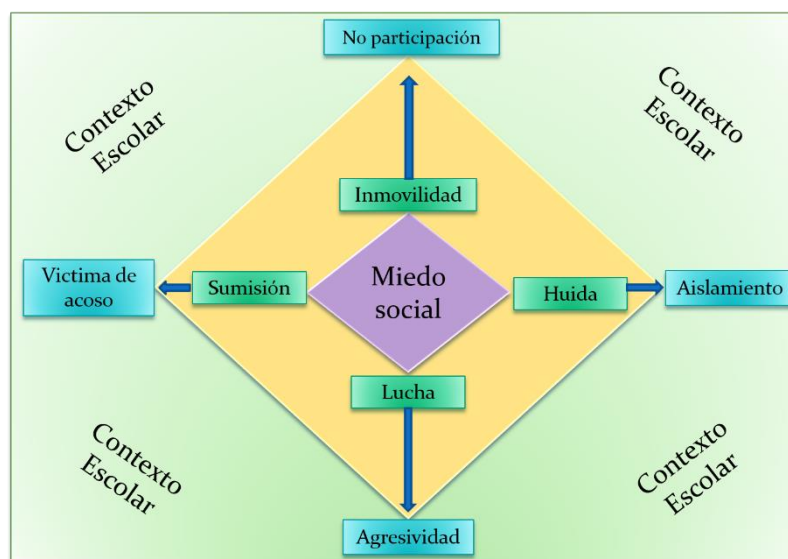 No participación
Contexto
Escolar
Contexto
Escolar
Inmovilidad
Victima de
acoso
Sumisión
Miedo
social
Huida
Aislamiento
Lucha
Contexto
Escolar
Contexto
Escolar
Agresividad